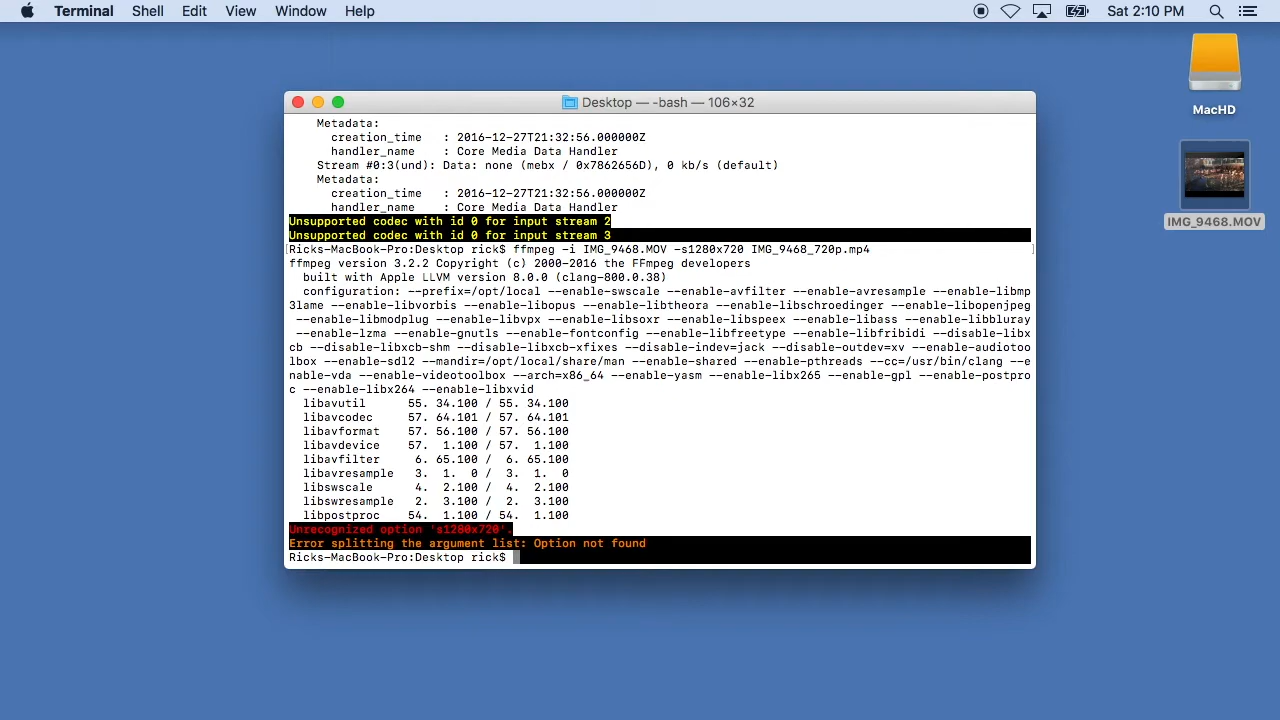 Terminal Shell Edit View Window Help Sat 2:10 PM
MacHD
IMG_9468.MOV
Desktop — -bash — 106×32
Metadata:
creation_time : 2016-12-27T21:32:56.000000Z
handler_name : Core Media Data Handler
Stream #0:3(und): Data: none (mebx / 0x7862656D), 0 kb/s (default)
Metadata:
creation_time : 2016-12-27T21:32:56.000000Z
handler_name : Core Media Data Handler
Unsupported codec with id 0 for input stream 2
Unsupported codec with id 0 for input stream 3
[Ricks-MacBook-Pro:Desktop rick$ ffmpeg -i IMG_9468.MOV -s1280x720 IMG_9468_720p.mp4 ]
ffmpeg version 3.2.2 Copyright (c) 2000-2016 the FFmpeg developers
built with Apple LLVM version 8.0.0 (clang-800.0.38)
configuration: --prefix=/opt/local --enable-swscale --enable-avfilter --enable-avresample --enable-libmp
3lame --enable-libvorbis --enable-libopus --enable-libtheora --enable-libschroedinger --enable-libopenjpeg
--enable-libmodplug --enable-libvpx --enable-libsoxr --enable-libspeex --enable-libass --enable-libbluray
--enable-lzma --enable-gnutls --enable-fontconfig --enable-libfreetype --enable-libfribidi --disable-libx
cb --disable-libxcb-shm --disable-libxcb-xfixes --disable-indev=jack --disable-outdev=xv --enable-audiotoo
lbox --enable-sdl2 --mandir=/opt/local/share/man --enable-shared --enable-pthreads --cc=/usr/bin/clang --e
nable-vda --enable-videotoolbox --arch=x86_64 --enable-yasm --enable-libx265 --enable-gpl --enable-postpro
c --enable-libx264 --enable-libxvid
libavutil 55. 34.100 / 55. 34.100
libavcodec 57. 64.101 / 57. 64.101
libavformat 57. 56.100 / 57. 56.100
libavdevice 57. 1.100 / 57. 1.100
libavfilter 6. 65.100 / 6. 65.100
libavresample 3. 1. 0 / 3. 1. 0
libswscale 4. 2.100 / 4. 2.100
libswresample 2. 3.100 / 2. 3.100
libpostproc 54. 1.100 / 54. 1.100
Unrecognized option 's1280x720'.
Error splitting the argument list: Option not found
Ricks-MacBook-Pro:Desktop rick$